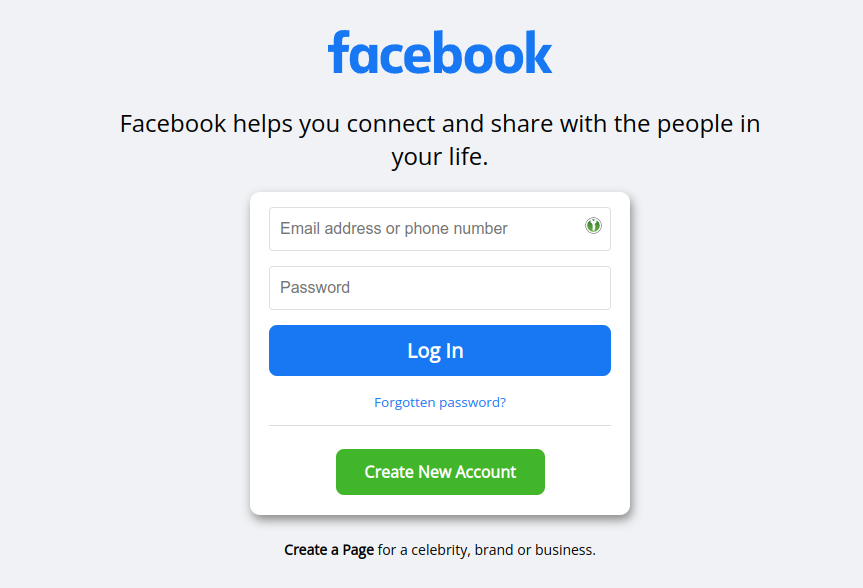 facebook
Facebook helps you connect and share with the people in
your life.
Email address or phone number
Password
Log In
Forgotten password?
Create New Account
Create a Page for a celebrity, brand or business.